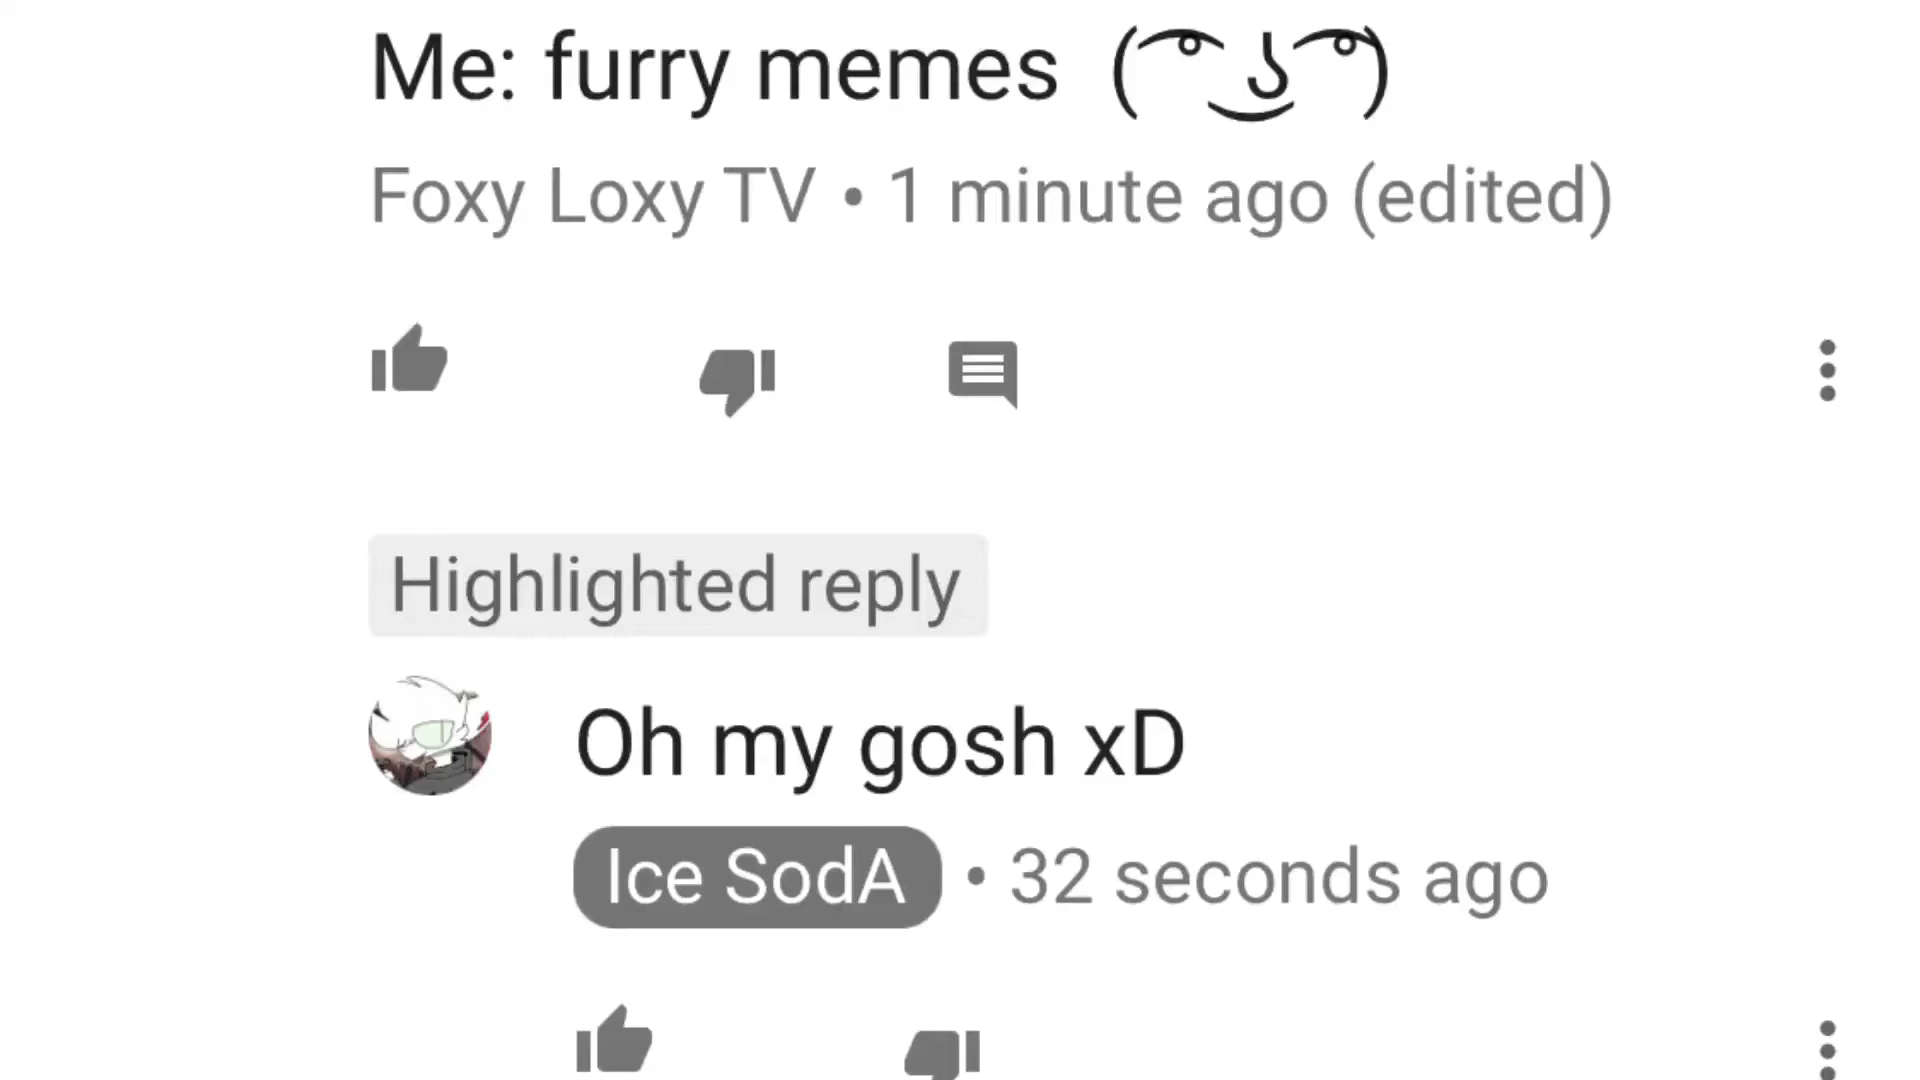 Me: furry memes ( ͡° ͜ʖ ͡°)
Foxy Loxy TV • 1 minute ago (edited)
Highlighted reply
Oh my gosh xD
Ice SodA • 32 seconds ago